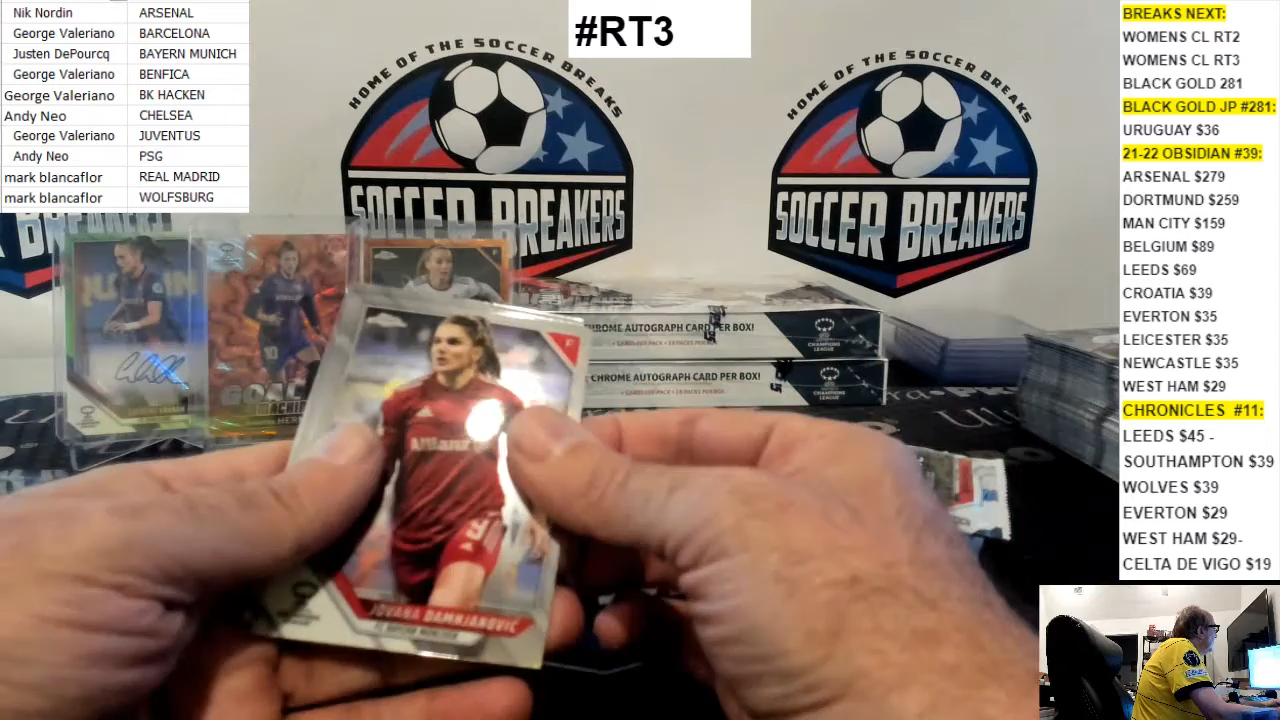 Nik Nordin ARSENAL
George Valeriano BARCELONA
Justen DePourcq BAYERN MUNICH
George Valeriano BENFICA
George Valeriano BK HACKEN
Andy Neo CHELSEA
George Valeriano JUVENTUS
Andy Neo PSG
mark blancaflor REAL MADRID
mark blancaflor WOLFSBURG
#RT3
HOME OF THE SOCCER BREAKS
SOCCER BREAKERS
HOME OF THE SOCCER BREAKS
SOCCER BREAKERS
BREAKS NEXT:
WOMENS CL RT2
WOMENS CL RT3
BLACK GOLD 281
BLACK GOLD JP #281:
URUGUAY $36
21-22 OBSIDIAN #39:
ARSENAL $279
DORTMUND $259
MAN CITY $159
BELGIUM $89
LEEDS $69
CROATIA $39
EVERTON $35
LEICESTER $35
NEWCASTLE $35
WEST HAM $29
CHRONICLES #11:
LEEDS $45 -
SOUTHAMPTON $39
WOLVES $39
EVERTON $29
WEST HAM $29-
CELTA DE VIGO $19
CHROME AUTOGRAPH CARD PER BOX!
CHAMPIONS LEAGUE
CHROME AUTOGRAPH CARD PER BOX!
CHAMPIONS LEAGUE
GOAL
JOVANA DAMNJANOVIC